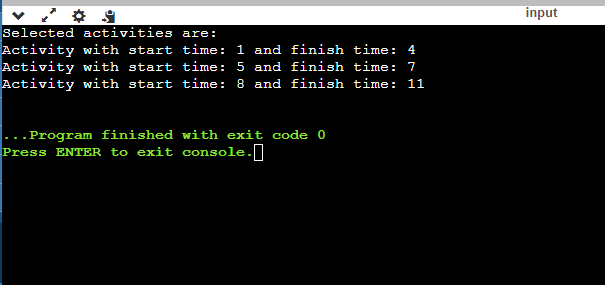 input
Selected activities are:
Activity with start time: 1 and finish time: 4
Activity with start time: 5 and finish time: 7
Activity with start time: 8 and finish time: 11
...Program finished with exit code 0
Press ENTER to exit console.